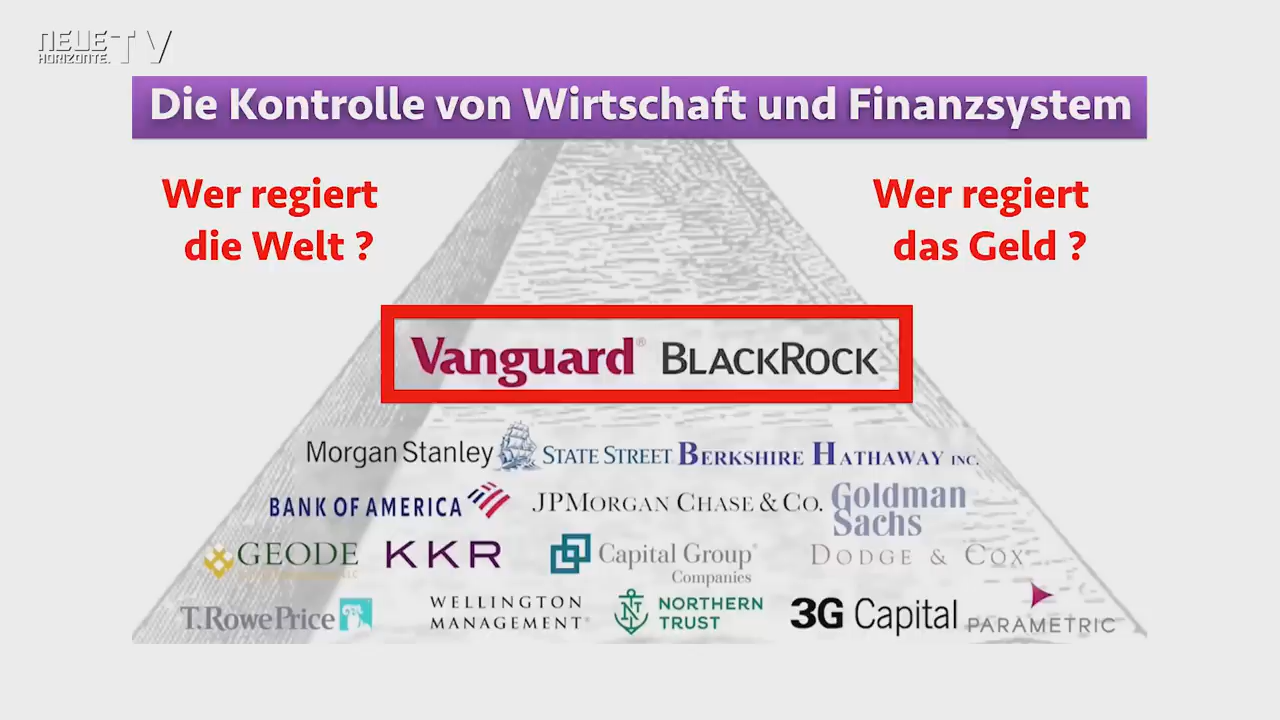 NEUE TV
HORIZONTE.
Die Kontrolle von Wirtschaft und Finanzsystem
Wer regiert
die Welt ?
Wer regiert
das Geld ?
Vanguard® BLACKROCK
Morgan Stanley STATE STREET BERKSHIRE HATHAWAY INC.
BANK OF AMERICA JPMORGAN CHASE & CO. Goldman
Sachs
GEODE KKR Capital Group®
Companies
DODGE & COX®
T.RowePrice
WELLINGTON
MANAGEMENT®
NT
NORTHERN
TRUST
3G Capital
PARAMETRIC